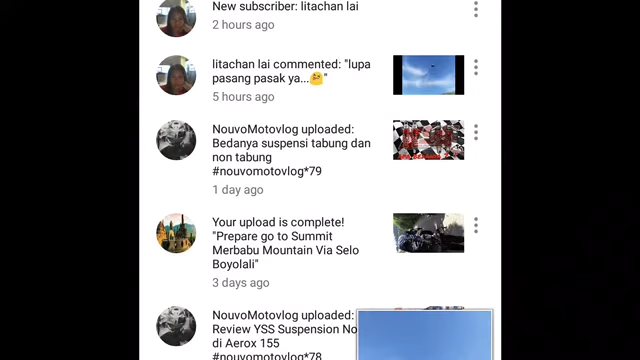 New subscriber: litachan lai
2 hours ago
litachan lai commented: "lupa
pasang pasak ya...😝"
5 hours ago
NouvoMotovlog uploaded:
Bedanya suspensi tabung dan
non tabung
#nouvomotovlog*79
1 day ago
Your upload is complete!
"Prepare go to Summit
Merbabu Mountain Via Selo
Boyolali"
3 days ago
NouvoMotovlog uploaded:
Review YSS Suspension No
di Aerox 155
#nouvomotovlog*78